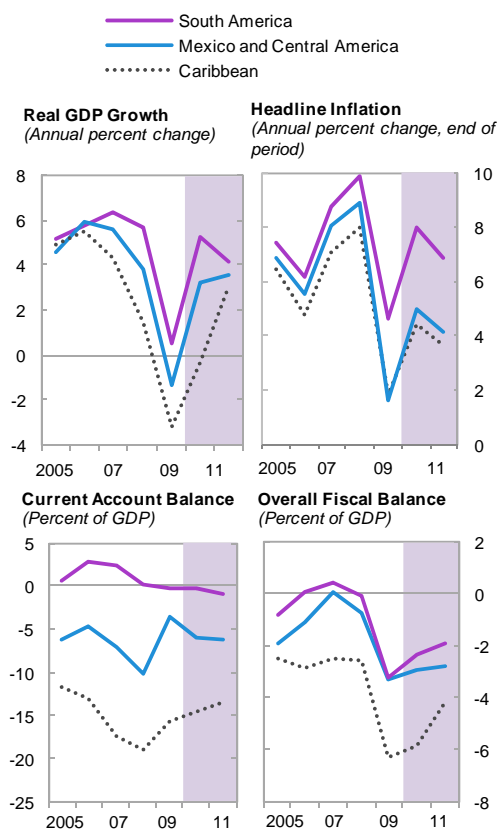 South America
Mexico and Central America
Caribbean
Real GDP Growth
(Annual percent change)
8
6
4
2
0
-2
-4
2005 07 09 11
Headline Inflation
(Annual percent change, end of
period)
10
8
6
4
2
0
2005 07 09 11
Current Account Balance
(Percent of GDP)
5
0
-5
-10
-15
-20
-25
2005 07 09 11
Overall Fiscal Balance
(Percent of GDP)
2
0
-2
-4
-6
-8
2005 07 09 11